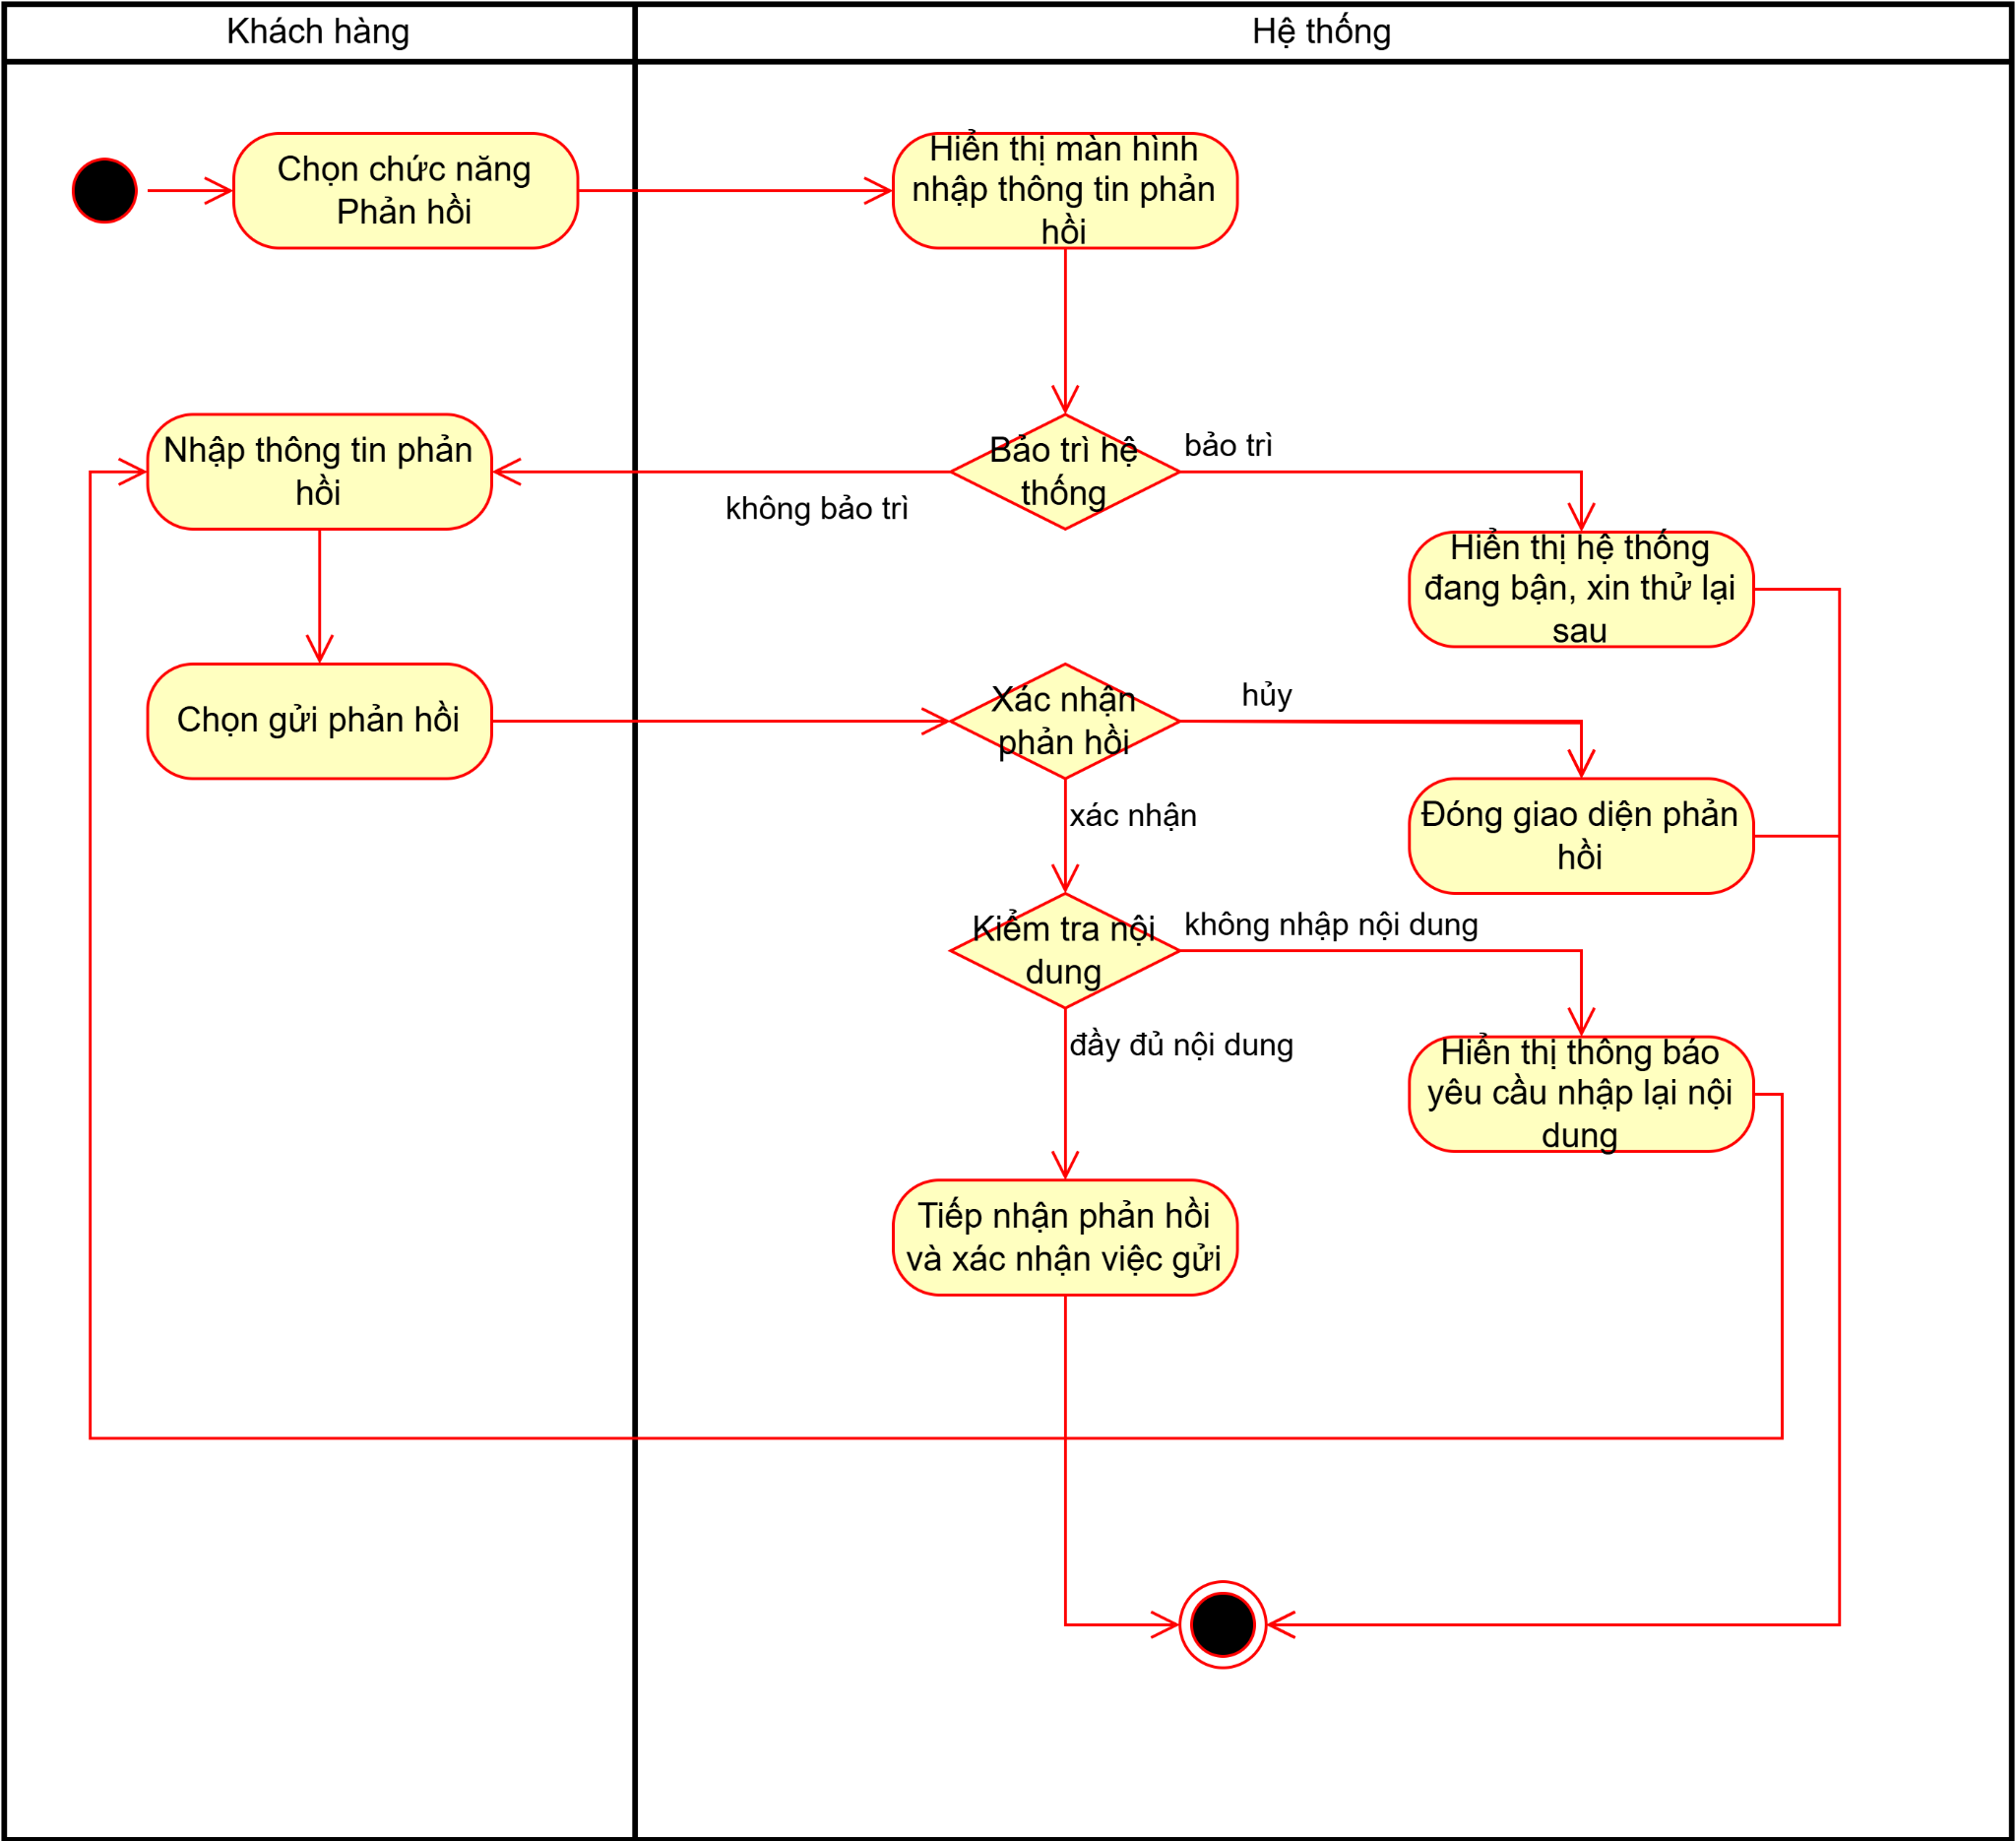 Khách hàng
Hệ thống
Chọn chức năng
Phản hồi
Hiển thị màn hình
nhập thông tin phản
hồi
Nhập thông tin phản
hồi
không bảo trì
Bảo trì hệ
thống
bảo trì
Hiển thị hệ thống
đang bận, xin thử lại
sau
Chọn gửi phản hồi
Xác nhận
phản hồi
hủy
xác nhận
Đóng giao diện phản
hồi
Kiểm tra nội
dung
không nhập nội dung
đầy đủ nội dung
Hiển thị thông báo
yêu cầu nhập lại nội
dung
Tiếp nhận phản hồi
và xác nhận việc gửi